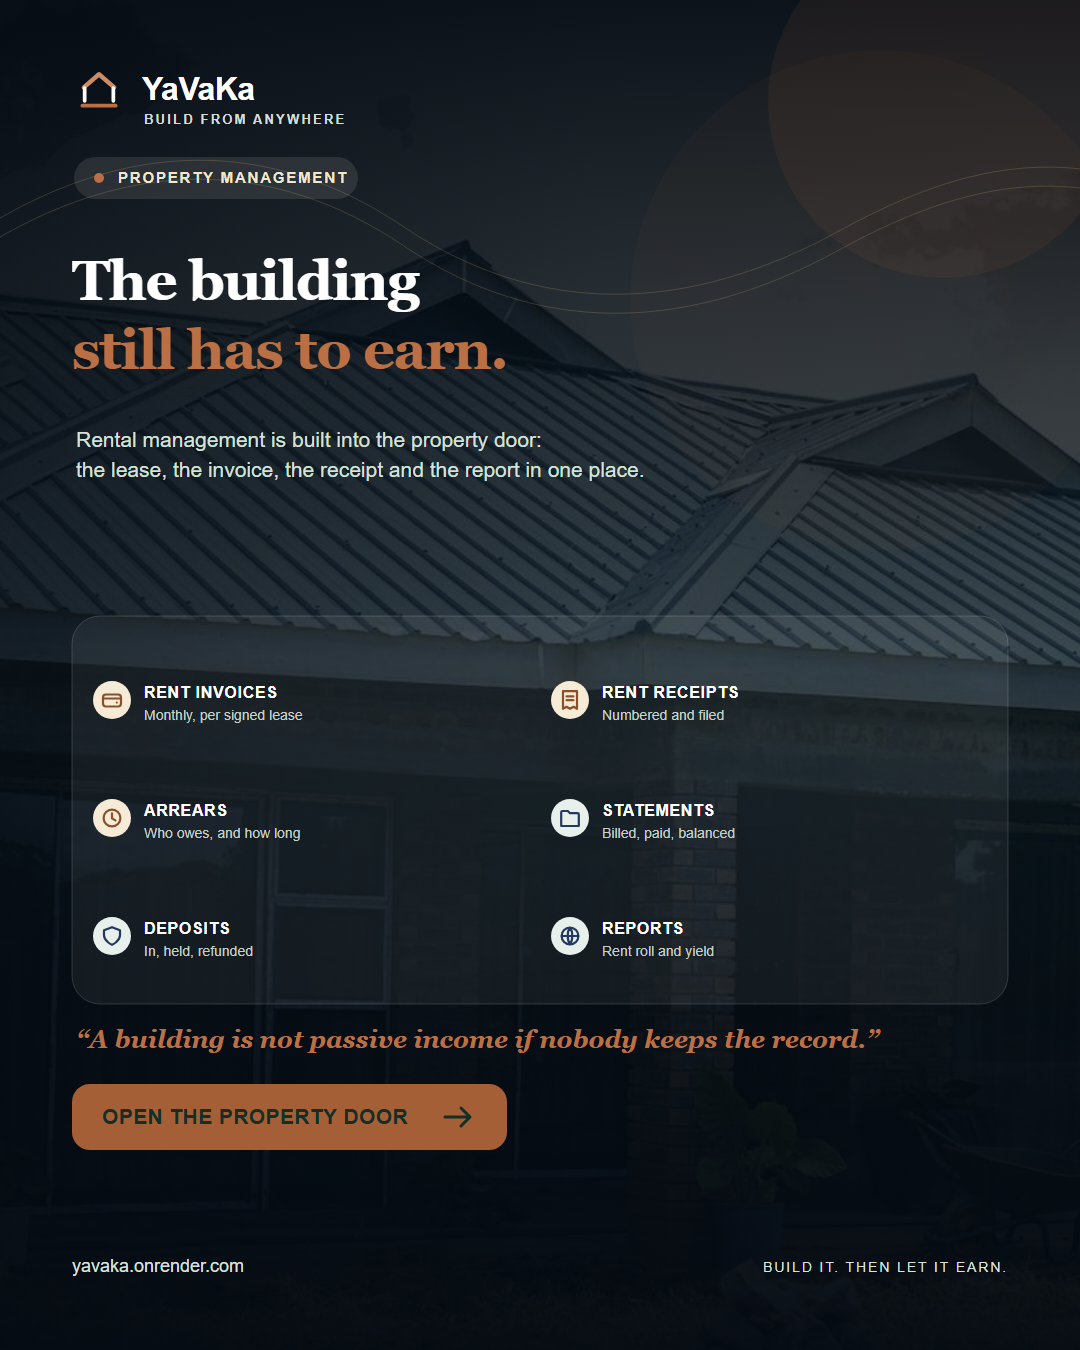 YaVaKa
BUILD FROM ANYWHERE
PROPERTY MANAGEMENT
The building
still has to earn.
Rental management is built into the property door:
the lease, the invoice, the receipt and the report in one place.
RENT INVOICES
Monthly, per signed lease
RENT RECEIPTS
Numbered and filed
ARREARS
Who owes, and how long
STATEMENTS
Billed, paid, balanced
DEPOSITS
In, held, refunded
REPORTS
Rent roll and yield
“A building is not passive income if nobody keeps the record.”
OPEN THE PROPERTY DOOR
yavaka.onrender.com
BUILD IT. THEN LET IT EARN.